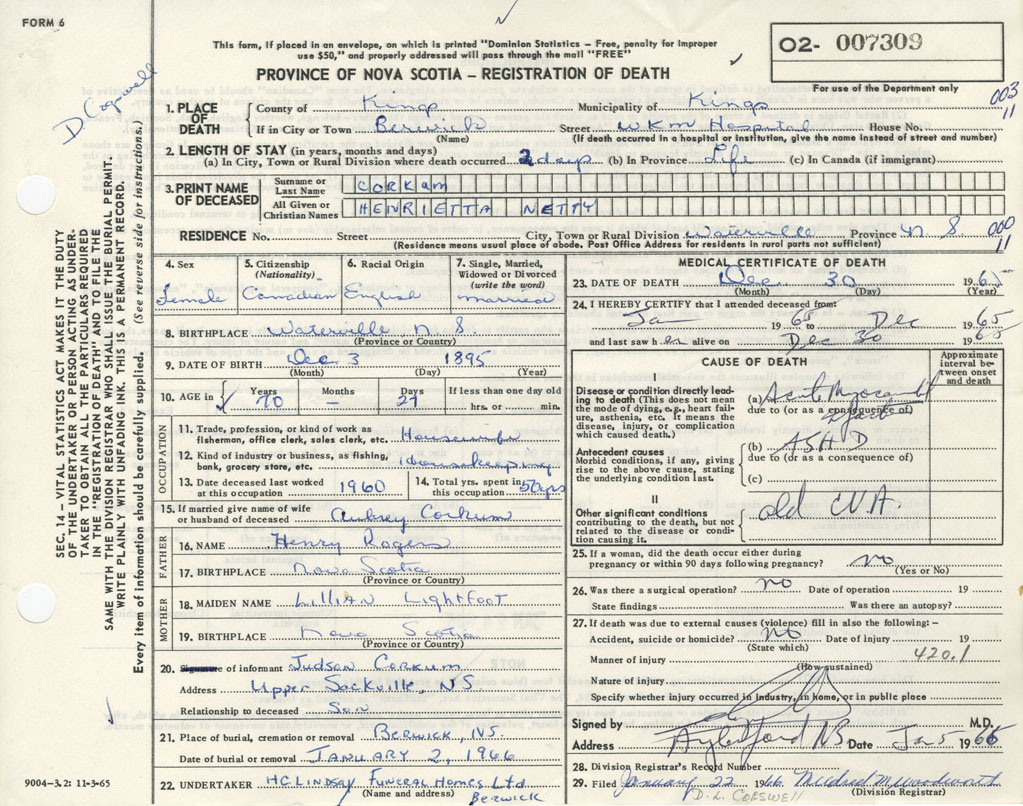 FORM 6
This form, if placed in an envelope, on which is printed "Dominion Statistics – Free, penalty for improper
use $50," and properly addressed will pass through the mail "FREE"
PROVINCE OF NOVA SCOTIA – REGISTRATION OF DEATH
02- 007309
For use of the Department only
D. Cogswell
003
11
1. PLACE OF DEATH County of Kings Municipality of Kings
If in City or Town Berwick (Name) Street WKM Hospital House No.
(If death occurred in a hospital or institution, give the name instead of street and number)
2. LENGTH OF STAY (in years, months and days)
(a) In City, Town or Rural Division where death occurred 2 days (b) In Province Life (c) In Canada (if immigrant)
3. PRINT NAME OF DECEASED Surname or Last Name CORKUM
All Given or Christian Names HENRIETTA NETTY
RESIDENCE No. Street City, Town or Rural Division Waterville Province N S
000
11
(Residence means usual place of abode. Post Office Address for residents in rural parts not sufficient)
4. Sex Female
5. Citizenship (Nationality) Canadian
6. Racial Origin English
7. Single, Married, Widowed or Divorced (write the word) married
8. BIRTHPLACE Waterville N. S.
(Province or Country)
9. DATE OF BIRTH Dec 3 1895
(Month) (Day) (Year)
10. AGE in Years 70 Months – Days 27 If less than one day old hrs. or min.
OCCUPATION
11. Trade, profession, or kind of work as fisherman, office clerk, sales clerk, etc. Housewife
12. Kind of industry or business, as fishing, bank, grocery store, etc. Housekeeping
13. Date deceased last worked at this occupation 1960
14. Total yrs. spent in this occupation 50 yrs
15. If married give name of wife or husband of deceased Aubrey Corkum
FATHER
16. NAME Henry Rogers
17. BIRTHPLACE Nova Scotia
(Province or Country)
MOTHER
18. MAIDEN NAME Lillian Lightfoot
19. BIRTHPLACE Nova Scotia
(Province or Country)
20. Signature of informant Judson Corkum
Address Upper Sackville, NS
Relationship to deceased Son
21. Place of burial, cremation or removal Berwick, NS.
Date of burial or removal January 2, 1966
22. UNDERTAKER H C Lindsay Funeral Homes Ltd
(Name and address) Berwick
MEDICAL CERTIFICATE OF DEATH
23. DATE OF DEATH Dec 30 1965
(Month) (Day) (Year)
24. I HEREBY CERTIFY that I attended deceased from:
Jan 1965 to Dec 1965
and last saw h er alive on Dec 30 1965
CAUSE OF DEATH
Approximate interval between onset and death
I
Disease or condition directly leading to death (This does not mean the mode of dying, e.g., heart failure, asthenia, etc. It means the disease, injury, or complication which caused death.)
(a) Acute Myocardial
due to (or as a consequence of)
Antecedent causes
Morbid conditions, if any, giving rise to the above cause, stating the underlying condition last.
(b) ASHD
due to (or as a consequence of)
(c)
II
Other significant conditions contributing to the death, but not related to the disease or condition causing it.
old CVA.
25. If a woman, did the death occur either during pregnancy or within 90 days following pregnancy? no
(Yes or No)
26. Was there a surgical operation? no Date of operation 19
State findings Was there an autopsy?
27. If death was due to external causes (violence) fill in also the following: –
Accident, suicide or homicide? no Date of injury 19
(State which)
420.1
Manner of injury
(How sustained)
Nature of injury
Specify whether injury occurred in Industry, in Home, or in public place
Signed by M.D.
Address Aylesford NS Date Jan 5 1966
28. Division Registrar's Record Number
29. Filed January 22 1966 Mildred M. Woodworth
(Division Registrar)
D. L. COGSWELL
SEC. 14 – VITAL STATISTICS ACT MAKES IT THE DUTY
OF THE UNDERTAKER OR PERSON ACTING AS UNDER-
TAKER TO OBTAIN ALL THE PARTICULARS REQUIRED
IN THE "REGISTRATION OF DEATH" AND TO FILE THE
SAME WITH THE DIVISION REGISTRAR WHO SHALL ISSUE THE BURIAL PERMIT.
WRITE PLAINLY WITH UNFADING INK. THIS IS A PERMANENT RECORD.
Every item of information should be carefully supplied. (See reverse side for instructions.)
9004-3.2: 11-3-65